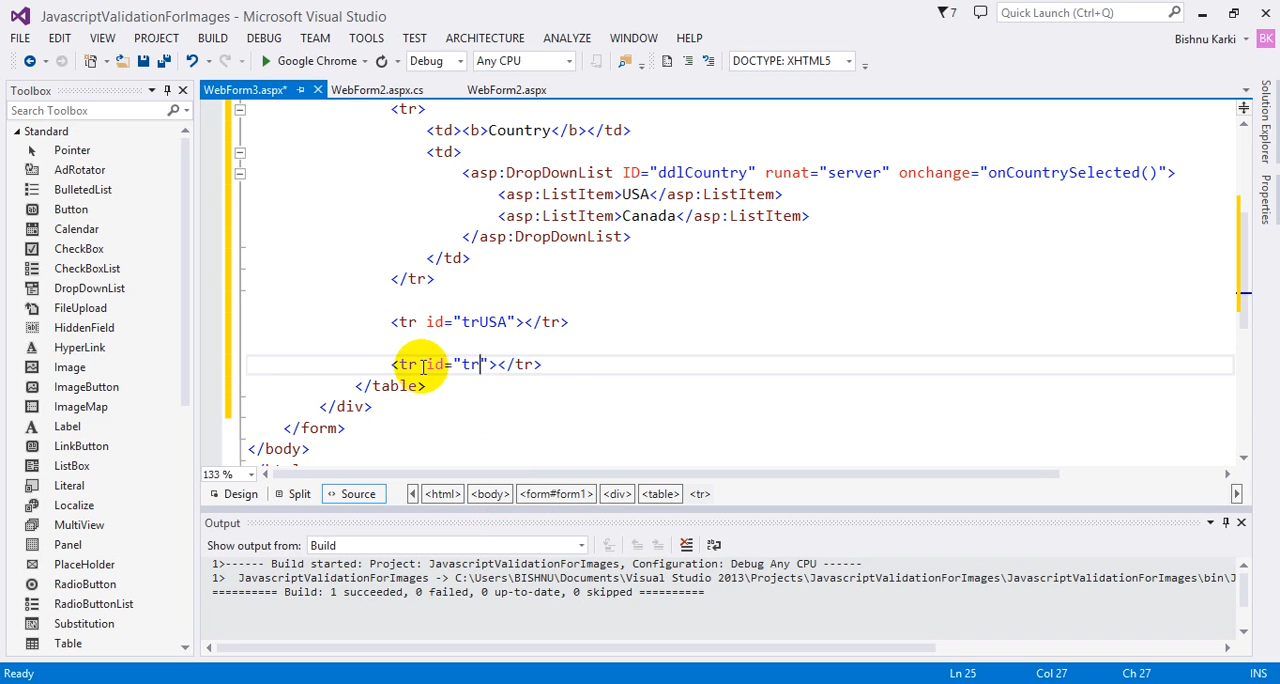 JavascriptValidationForImages - Microsoft Visual Studio
7
Quick Launch (Ctrl+Q)
FILE EDIT VIEW PROJECT BUILD DEBUG TEAM TOOLS TEST ARCHITECTURE ANALYZE WINDOW HELP
Bishnu Karki BK
Google Chrome Debug Any CPU DOCTYPE: XHTML5
Toolbox
WebForm3.aspx* WebForm2.aspx.cs WebForm2.aspx
Search Toolbox
Standard
Pointer
AdRotator
BulletedList
Button
Calendar
CheckBox
CheckBoxList
DropDownList
FileUpload
HiddenField
HyperLink
Image
ImageButton
ImageMap
Label
LinkButton
ListBox
Literal
Localize
MultiView
Panel
PlaceHolder
RadioButton
RadioButtonList
Substitution
Table
<tr>
<td><b>Country</b></td>
<td>
<asp:DropDownList ID="ddlCountry" runat="server" onchange="onCountrySelected()">
<asp:ListItem>USA</asp:ListItem>
<asp:ListItem>Canada</asp:ListItem>
</asp:DropDownList>
</td>
</tr>
<tr id="trUSA"></tr>
<tr id="tr"></tr>
</table>
</div>
</form>
</body>
133 %
Design Split Source <html> <body> <form#form1> <div> <table> <tr>
Output
Show output from: Build
1>------ Build started: Project: JavascriptValidationForImages, Configuration: Debug Any CPU ------
1> JavascriptValidationForImages -> C:\Users\BISHNU\Documents\Visual Studio 2013\Projects\JavascriptValidationForImages\JavascriptValidationForImages\bin\J
========== Build: 1 succeeded, 0 failed, 0 up-to-date, 0 skipped ==========
Solution Explorer
Properties
Ready Ln 25 Col 27 Ch 27 INS